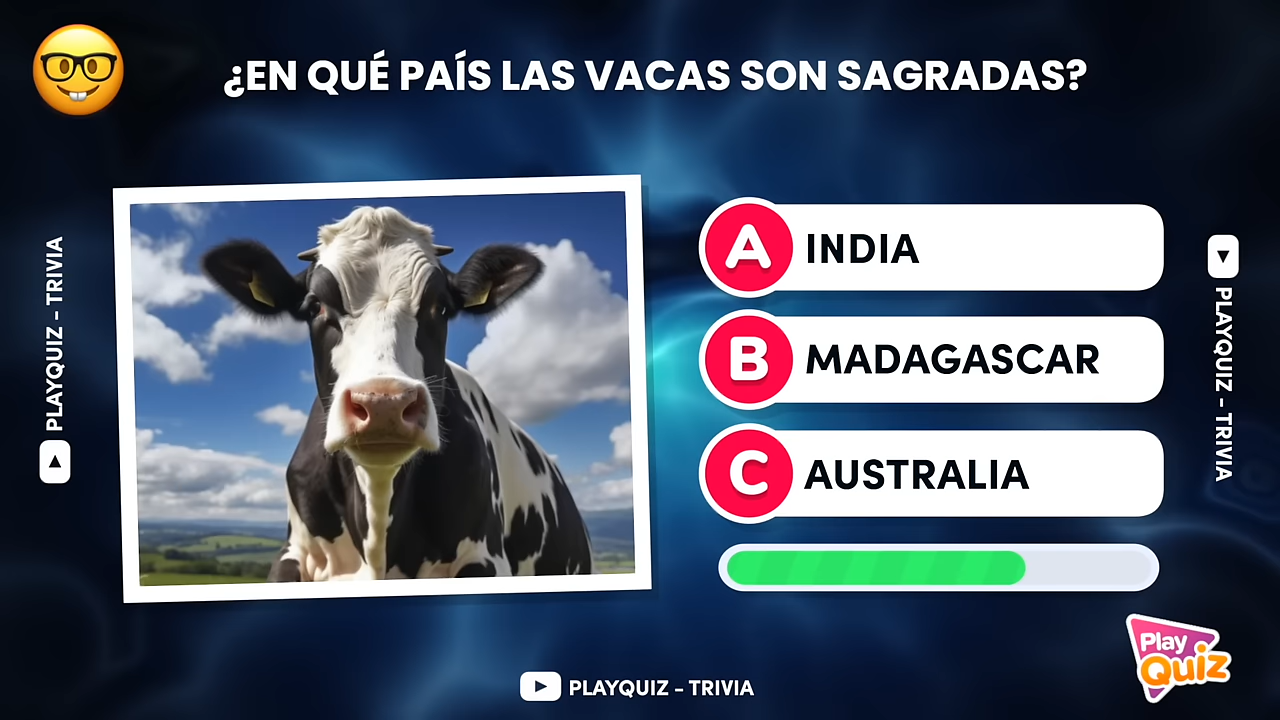 ¿EN QUÉ PAÍS LAS VACAS SON SAGRADAS?
A INDIA
B MADAGASCAR
C AUSTRALIA
PLAYQUIZ - TRIVIA
PLAYQUIZ - TRIVIA
PLAYQUIZ - TRIVIA
Play
Quiz